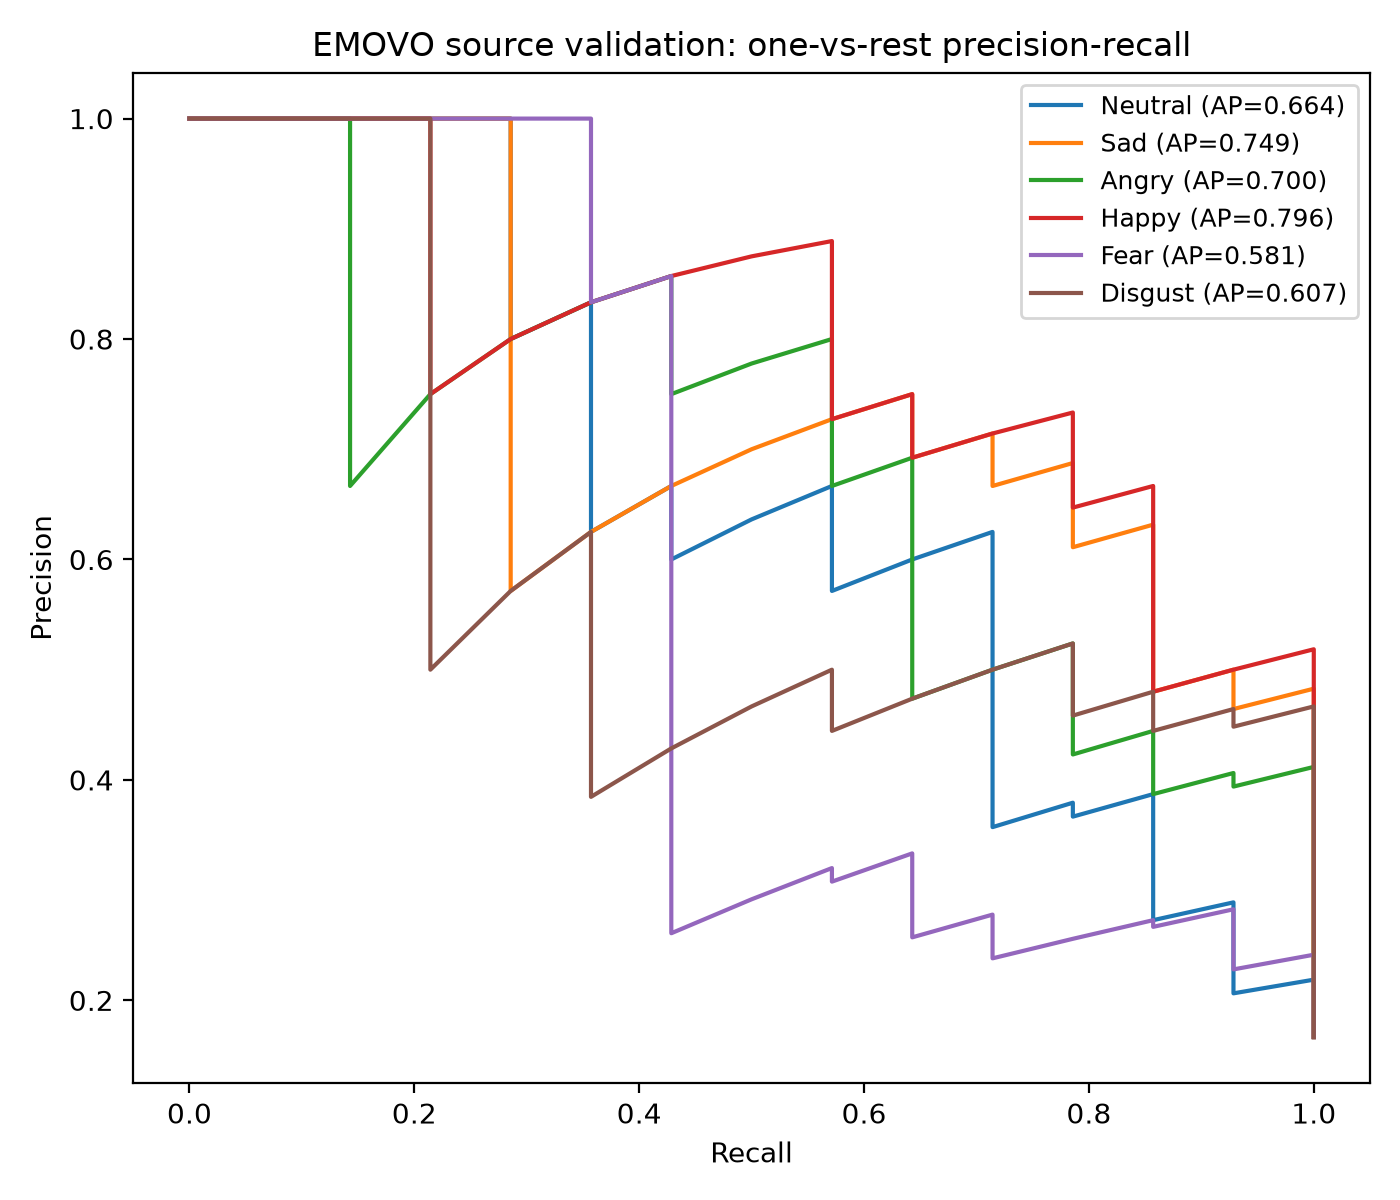 EMOVO source validation: one-vs-rest precision-recall
Neutral (AP=0.664)
Sad (AP=0.749)
Angry (AP=0.700)
Happy (AP=0.796)
Fear (AP=0.581)
Disgust (AP=0.607)
Precision
1.0
0.8
0.6
0.4
0.2
0.0 0.2 0.4 0.6 0.8 1.0
Recall